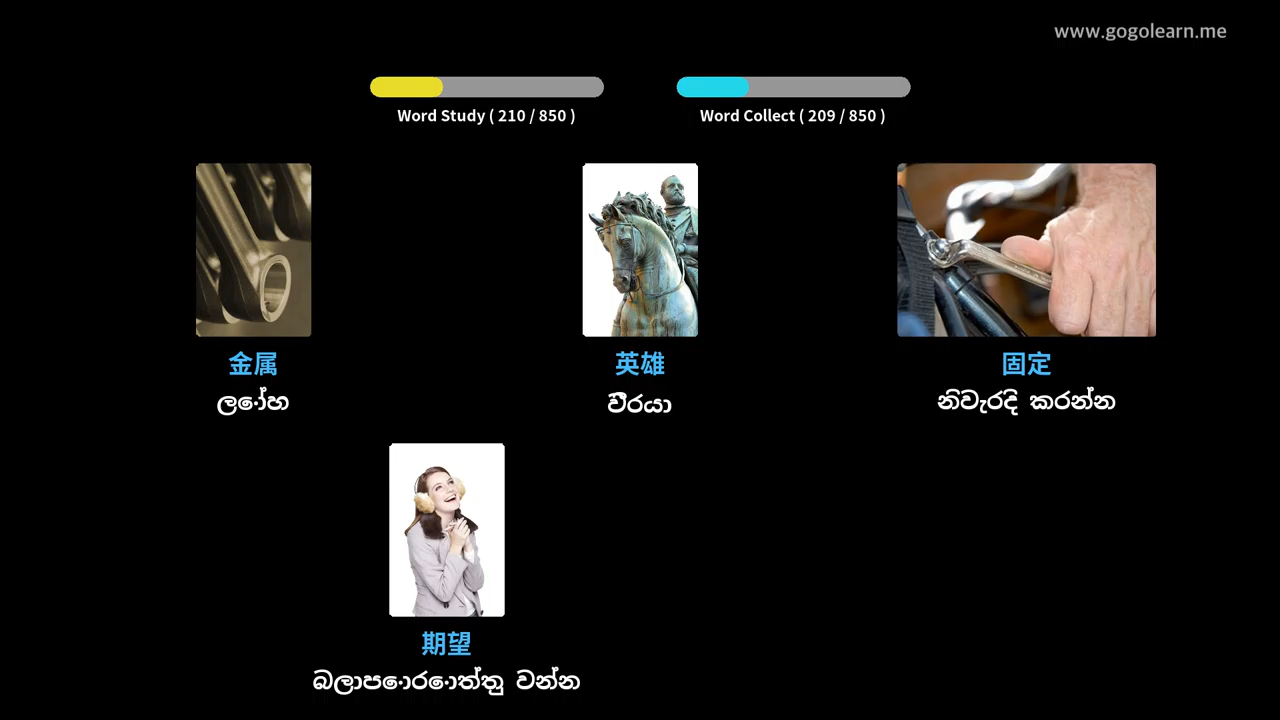 www.gogolearn.me
Word Study ( 210 / 850 )
Word Collect ( 209 / 850 )
金属
英雄
固定
ලෝහ
වීරයා
නිවැරදි කරන්න
期望
බලාපොරොත්තු වන්න